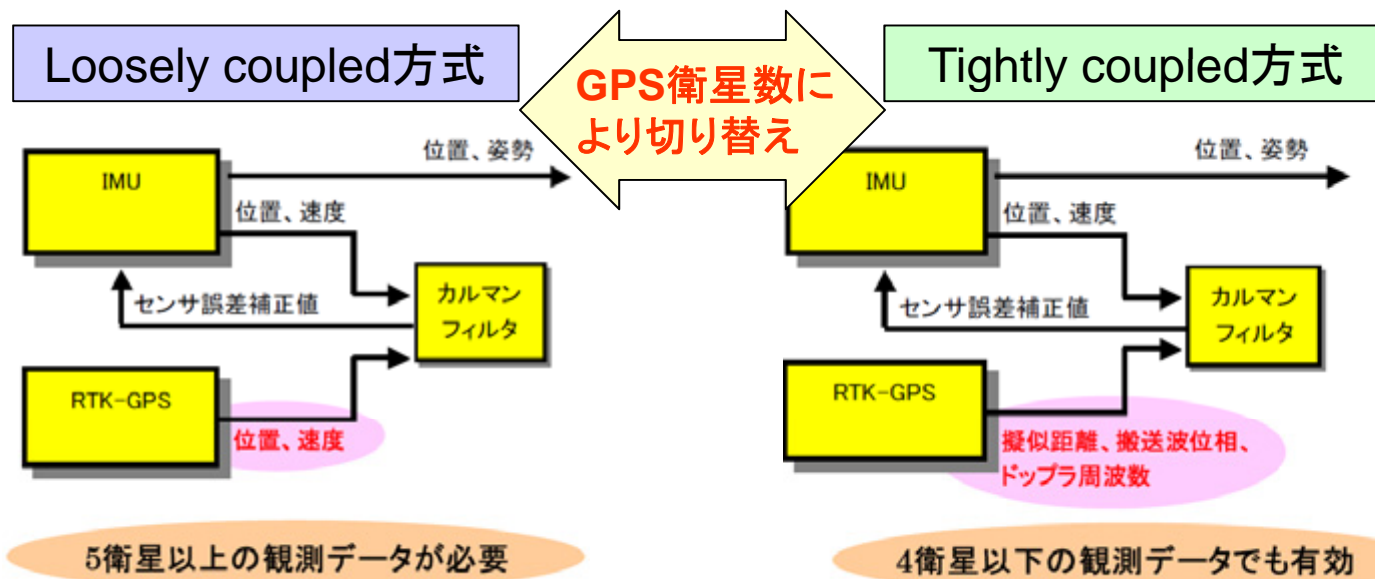 Loosely coupled方式
GPS衛星数に
より切り替え
Tightly coupled方式
位置、姿勢
IMU
位置、速度
センサ誤差補正値
カルマン
フィルタ
RTK-GPS
位置、速度
5衛星以上の観測データが必要
位置、姿勢
IMU
位置、速度
センサ誤差補正値
カルマン
フィルタ
RTK-GPS
擬似距離、搬送波位相、
ドップラ周波数
4衛星以下の観測データでも有効